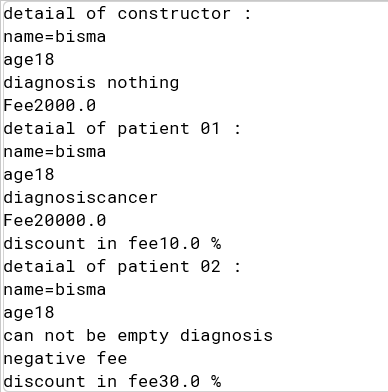 detaial of constructor :
name=bisma
age18
diagnosis nothing
Fee2000.0
detaial of patient 01 :
name=bisma
age18
diagnosiscancer
Fee20000.0
discount in fee10.0 %
detaial of patient 02 :
name=bisma
age18
can not be empty diagnosis
negative fee
discount in fee30.0 %